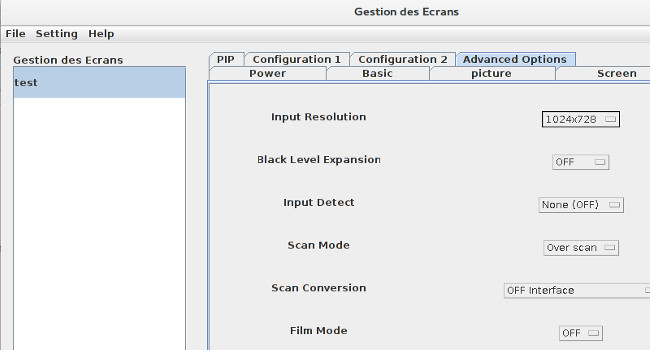 Gestion des Ecrans
File Setting Help
Gestion des Ecrans
test
PIP Configuration 1 Configuration 2 Advanced Options
Power Basic picture Screen
Input Resolution 1024x728
Black Level Expansion OFF
Input Detect None (OFF)
Scan Mode Over scan
Scan Conversion OFF Interface
Film Mode OFF